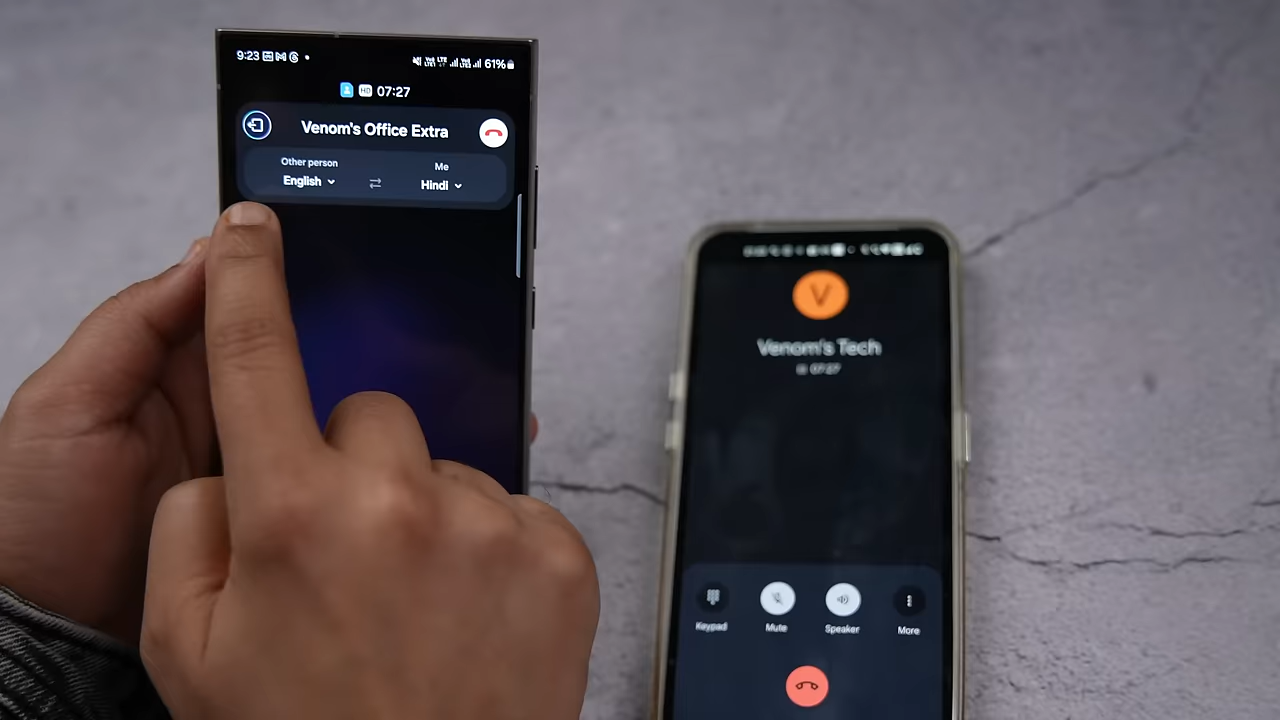 9:23
61%
HD 07:27
Venom's Office Extra
Other person
English
Me
Hindi
V
Venom's Tech
07:27
Keypad
Mute
Speaker
More